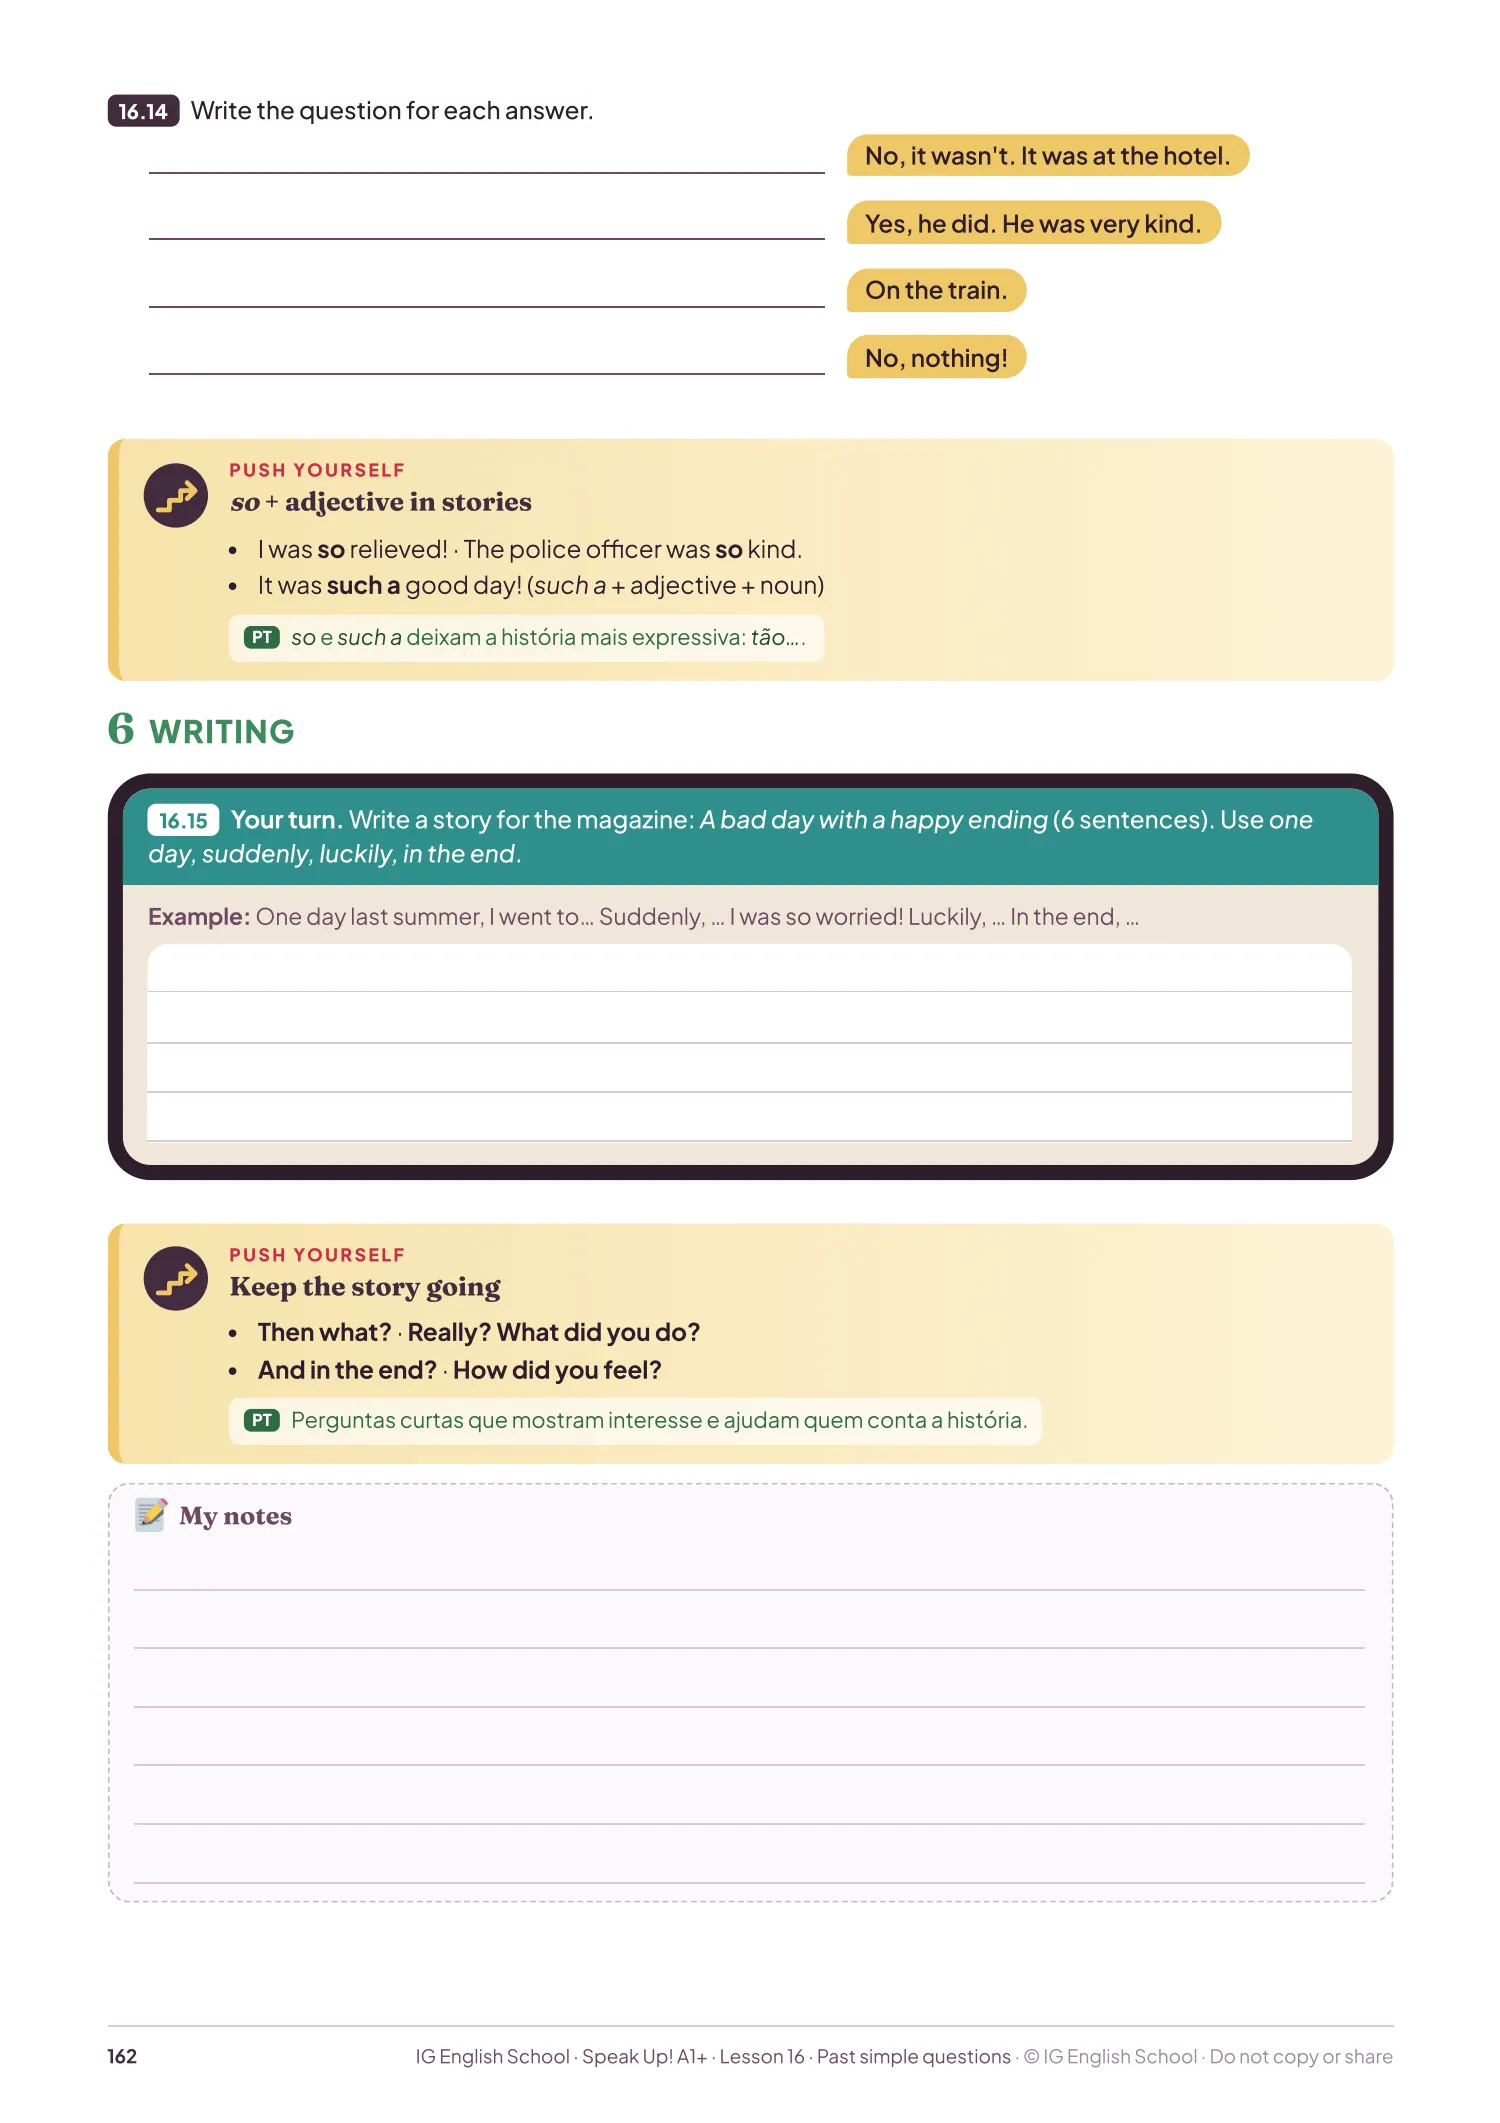 16.14 Write the question for each answer.
No, it wasn't. It was at the hotel.
Yes, he did. He was very kind.
On the train.
No, nothing!
PUSH YOURSELF
so + adjective in stories
• I was so relieved! · The police officer was so kind.
• It was such a good day! (such a + adjective + noun)
PT so e such a deixam a história mais expressiva: tão….
6 WRITING
16.15 Your turn. Write a story for the magazine: A bad day with a happy ending (6 sentences). Use one
day, suddenly, luckily, in the end.
Example: One day last summer, I went to… Suddenly, … I was so worried! Luckily, … In the end, …
PUSH YOURSELF
Keep the story going
• Then what? · Really? What did you do?
• And in the end? · How did you feel?
PT Perguntas curtas que mostram interesse e ajudam quem conta a história.
My notes
162 IG English School · Speak Up! A1+ · Lesson 16 · Past simple questions · © IG English School · Do not copy or share